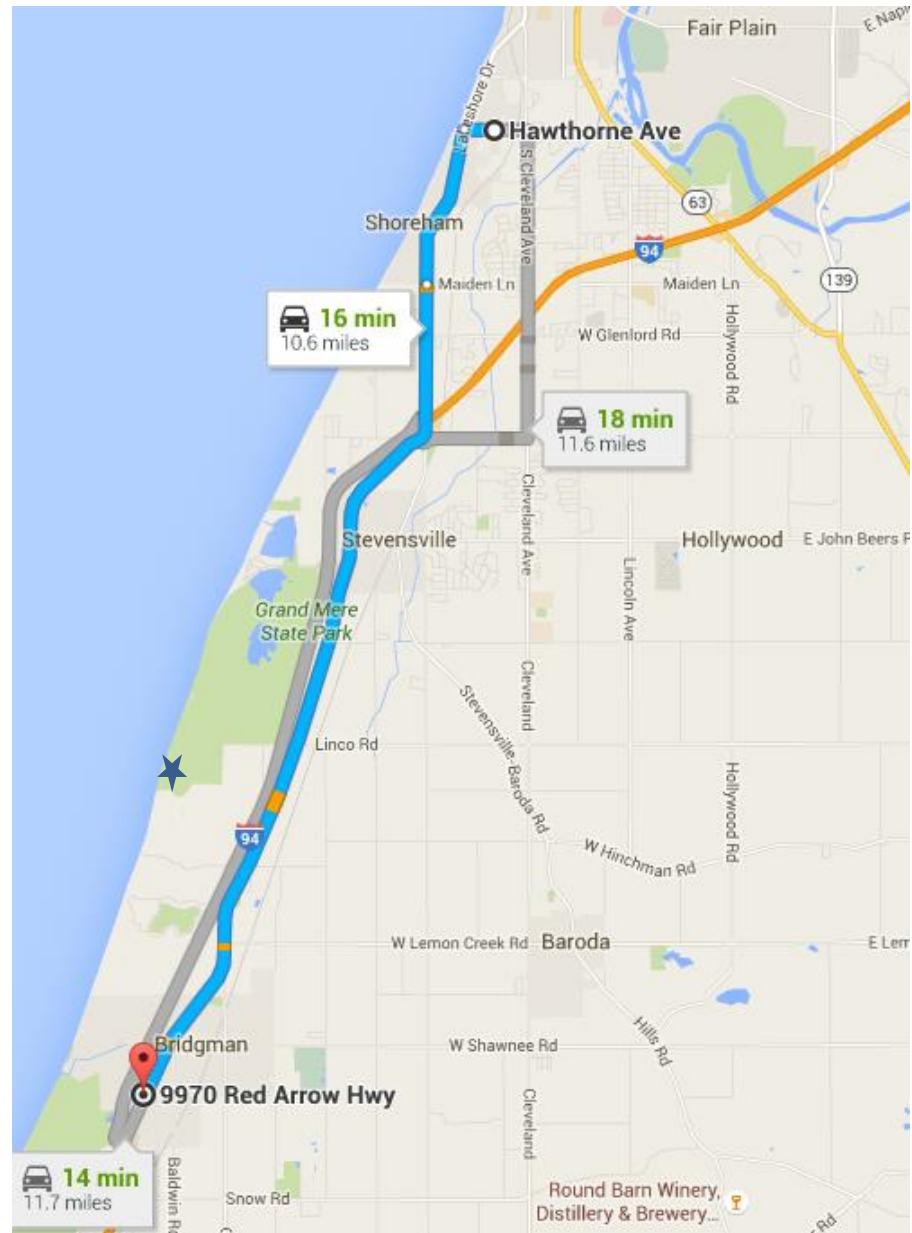 Fair Plain
E Napi
Lakeshore Dr
Hawthorne Ave
S Cleveland Ave
63
Shoreham
94
139
Maiden Ln
Maiden Ln
16 min
10.6 miles
W Glenlord Rd
Hollywood Rd
18 min
11.6 miles
Cleveland Ave
Stevensville
Hollywood
E John Beers R
Lincoln Ave
Grand Mere
State Park
Cleveland
Stevensville-Baroda Rd
Linco Rd
Hollywood Rd
94
W Hinchman Rd
W Lemon Creek Rd
Baroda
E Lem
Hills Rd
Bridgman
W Shawnee Rd
9970 Red Arrow Hwy
Cleveland
14 min
11.7 miles
Baldwin Rd
Snow Rd
Round Barn Winery,
Distillery & Brewery...
r Rd